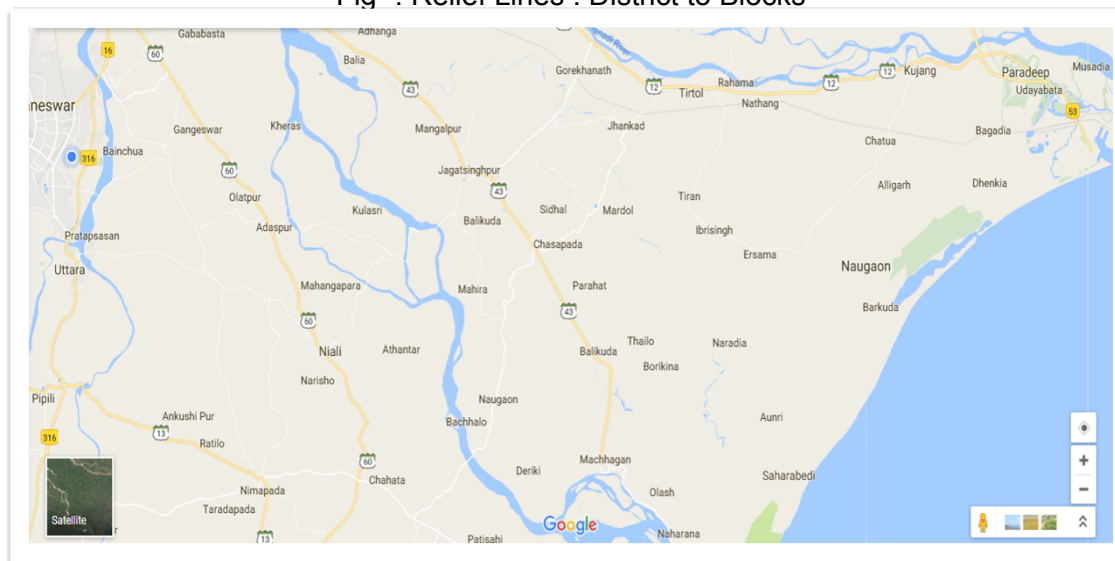 Fig : Relief Lines : District to Blocks
Gababasta
Adhanga
16
60
Balia
Gorekhanath
12
Kujang
Paradeep
Musadia
43
12
Tirtol
Rahama
12
Udayabata
Nathang
53
neswar
Gangeswar
Kheras
Mangalpur
Jhankad
Bagadia
Bainchua
316
Chatua
60
Jagatsinghpur
43
Alligarh
Dhenkia
Olatpur
Tiran
Kulasri
Sidhal
Mardol
Adaspur
Balikuda
Ibrisingh
Pratapsasan
Chasapada
Ersama
Uttara
Naugaon
Mahangapara
Mahira
Parahat
Barkuda
43
60
Thailo
Naradia
Niali
Athantar
Balikuda
Borikina
Narisho
Pipili
Naugaon
Ankushi Pur
Aunri
Bachhalo
13
316
Ratilo
60
Machhagan
Deriki
Saharabedi
Chahata
Nimapada
Olash
Taradapada
Satellite
Google
Naharana
13
Patisahi